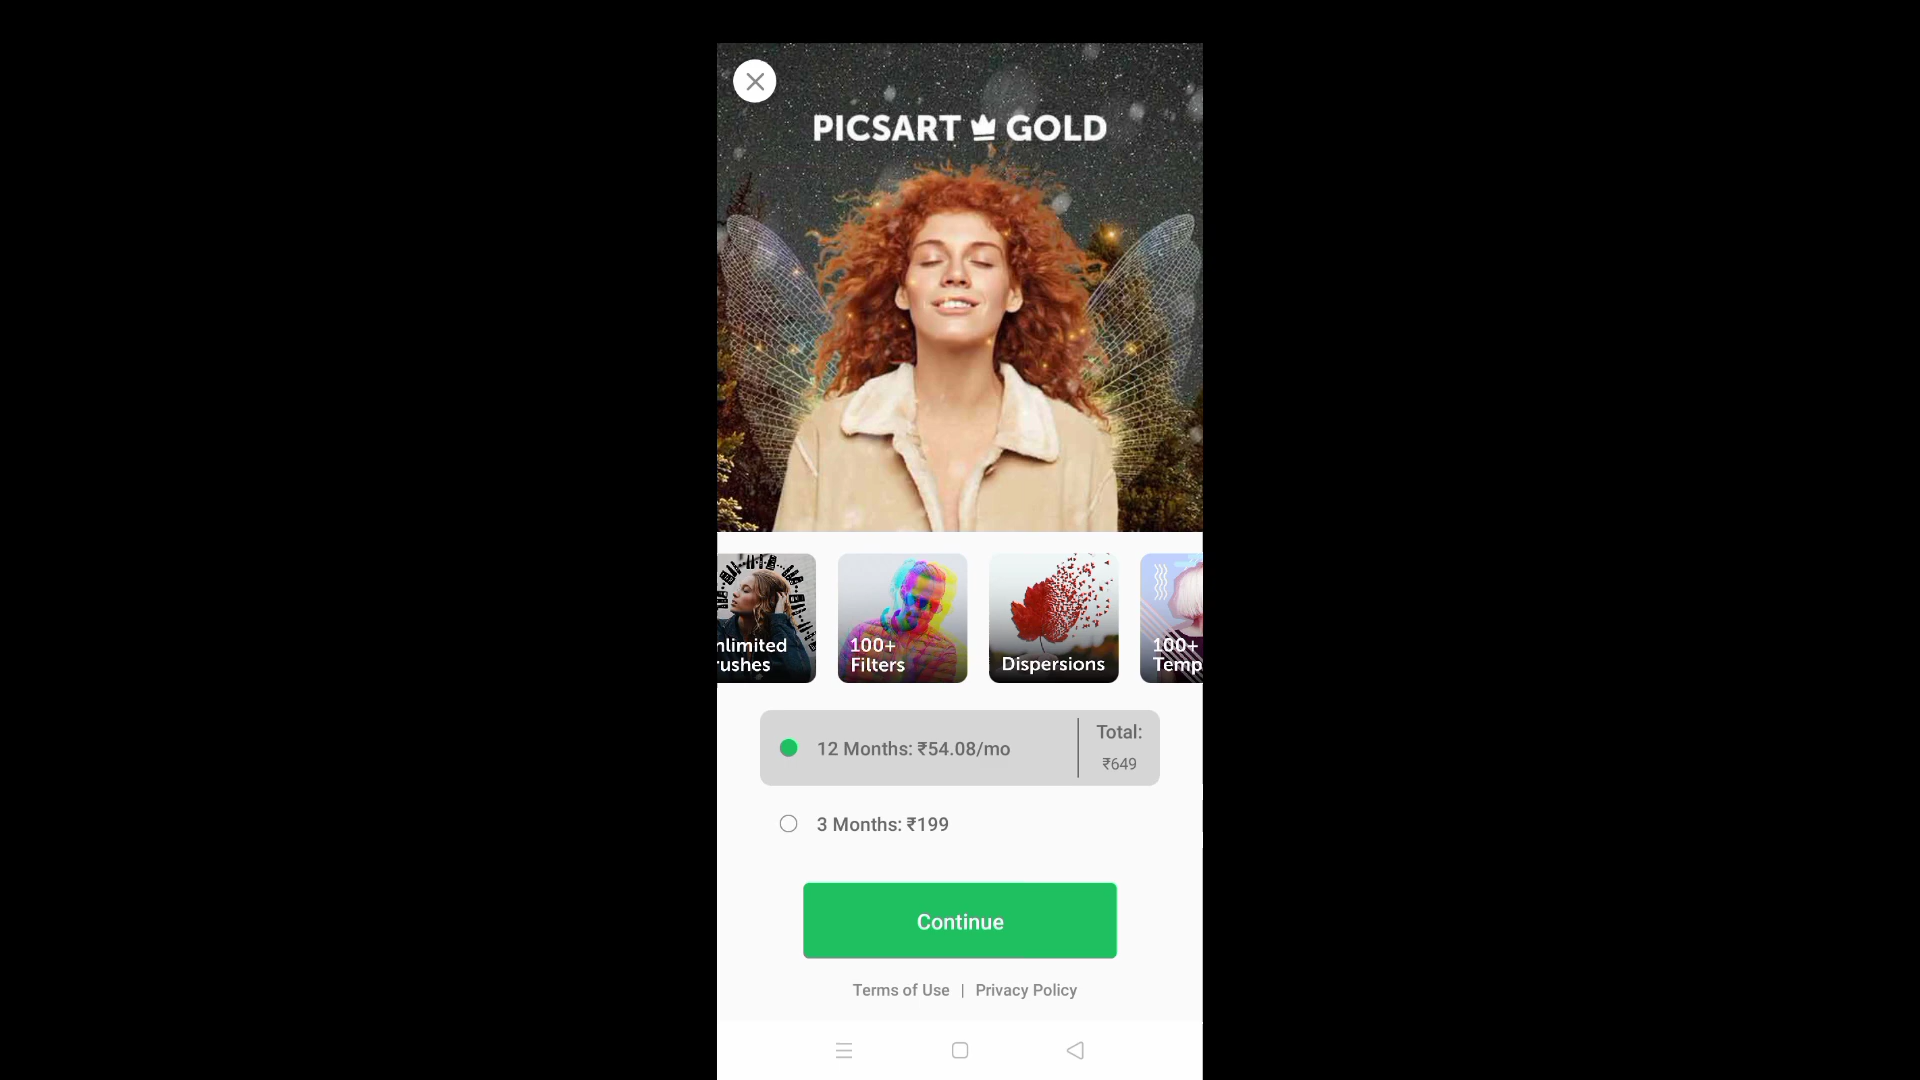 PICSART GOLD
nlimited
rushes
100+
Filters
Dispersions
100+
Temp
12 Months: ₹54.08/mo
Total:
₹649
3 Months: ₹199
Continue
Terms of Use | Privacy Policy